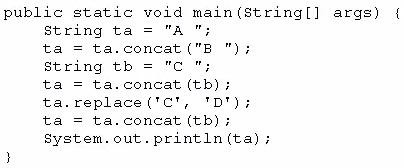 public static void main(String[] args) {
    String ta = "A ";
    ta = ta.concat("B ");
    String tb = "C ";
    ta = ta.concat(tb);
    ta.replace('C', 'D');
    ta = ta.concat(tb);
    System.out.println(ta);
}